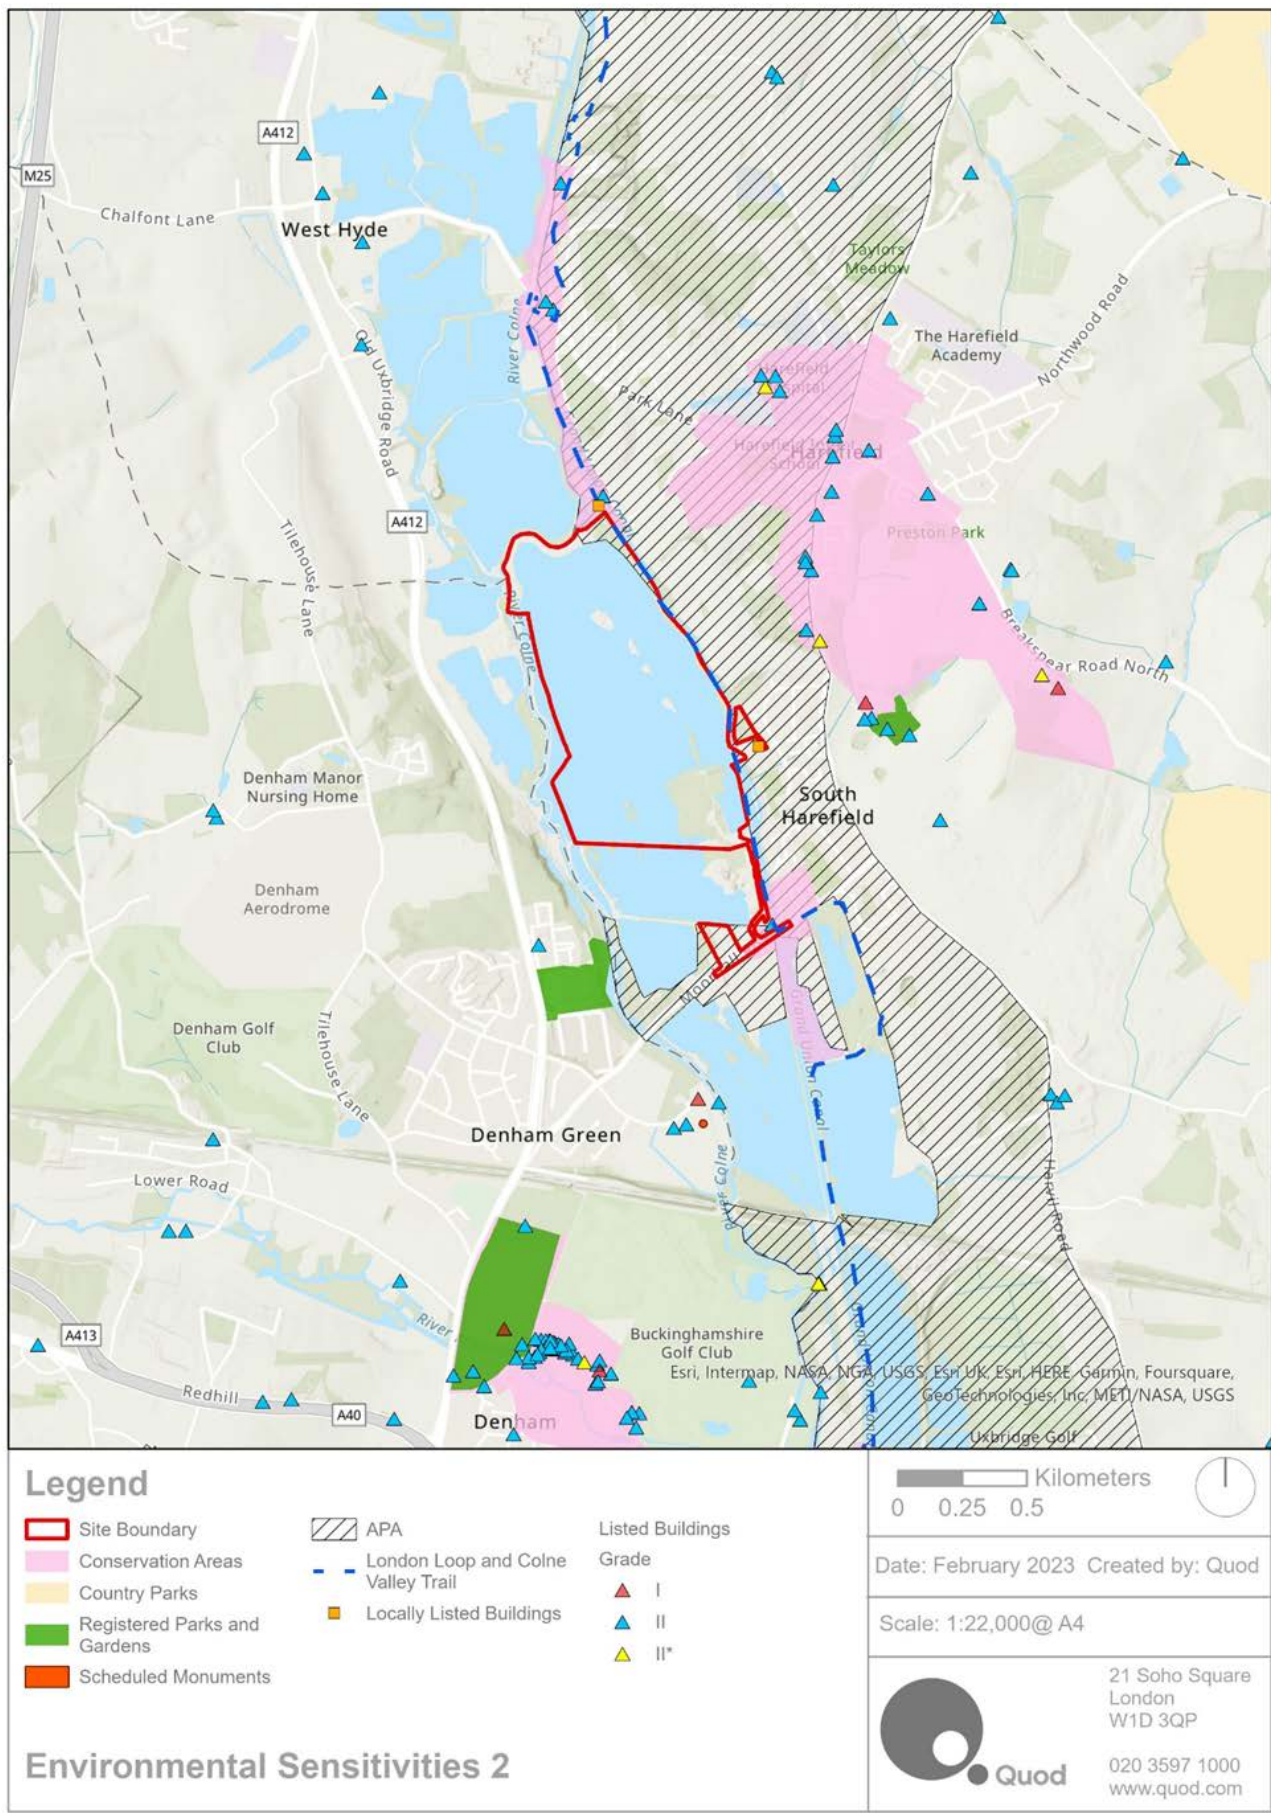 A412
M25
Chalfont Lane
West Hyde
Taylors
Meadow
River Colne
The Harefield
Academy
Northwood Road
Old Uxbridge Road
Park Lane
Harefield
Harefield
School
Preston Park
A412
Tilehouse Lane
River Colne
Breakspear Road North
Denham Manor
Nursing Home
South
Harefield
Denham
Aerodrome
Denham Golf
Club
Tilehouse Lane
Grand Union Canal
Denham Green
Lower Road
River Colne
Harvil Road
River
A413
Buckinghamshire
Golf Club
Esri, Intermap, NASA, NGA, USGS, Esri UK, Esri, HERE, Garmin, Foursquare,
GeoTechnologies, Inc, METI/NASA, USGS
Redhill
A40
Denham
Uxbridge Golf
Legend
Site Boundary
Conservation Areas
Country Parks
Registered Parks and
Gardens
Scheduled Monuments
APA
London Loop and Colne
Valley Trail
Locally Listed Buildings
Listed Buildings
Grade
I
II
II*
Kilometers
0 0.25 0.5
Date: February 2023 Created by: Quod
Scale: 1:22,000@ A4
Environmental Sensitivities 2
Quod
21 Soho Square
London
W1D 3QP
020 3597 1000
www.quod.com